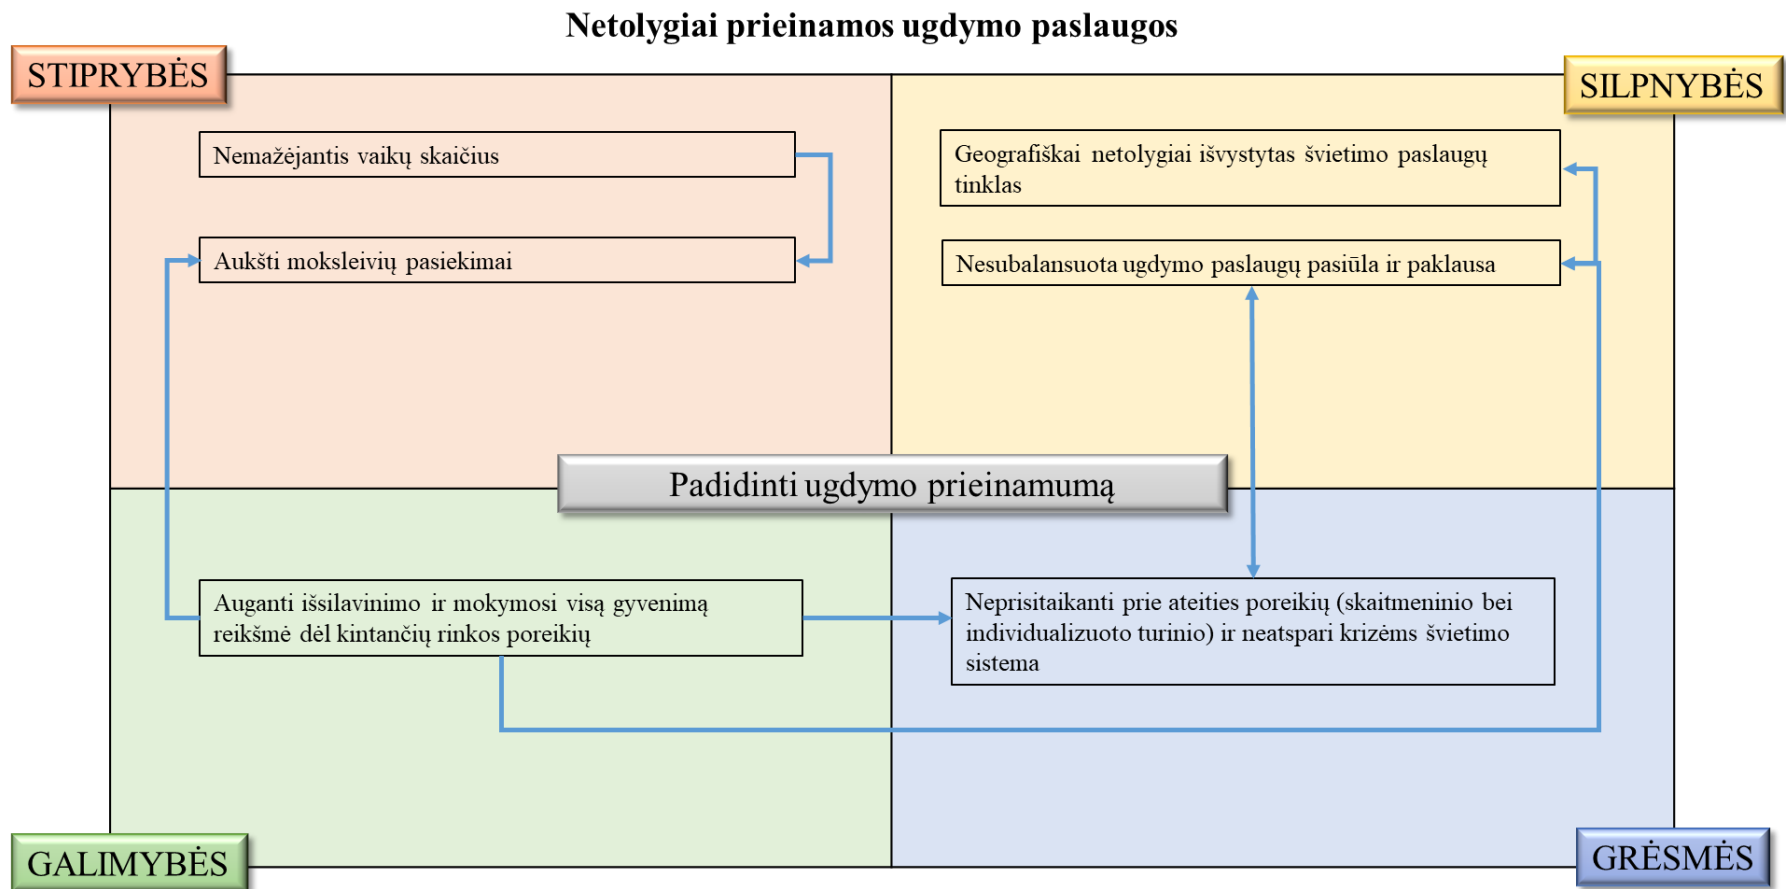 Netolygiai prieinamos ugdymo paslaugos
STIPRYBĖS
SILPNYBĖS
Nemažėjantis vaikų skaičius
Aukšti moksleivių pasiekimai
Geografiškai netolygiai išvystytas švietimo paslaugų
tinklas
Nesubalansuota ugdymo paslaugų pasiūla ir paklausa
Padidinti ugdymo prieinamumą
Auganti išsilavinimo ir mokymosi visą gyvenimą
reikšmė dėl kintančių rinkos poreikių
Neprisitaikanti prie ateities poreikių (skaitmeninio bei
individualizuoto turinio) ir neatspari krizėms švietimo
sistema
GALIMYBĖS
GRĖSMĖS